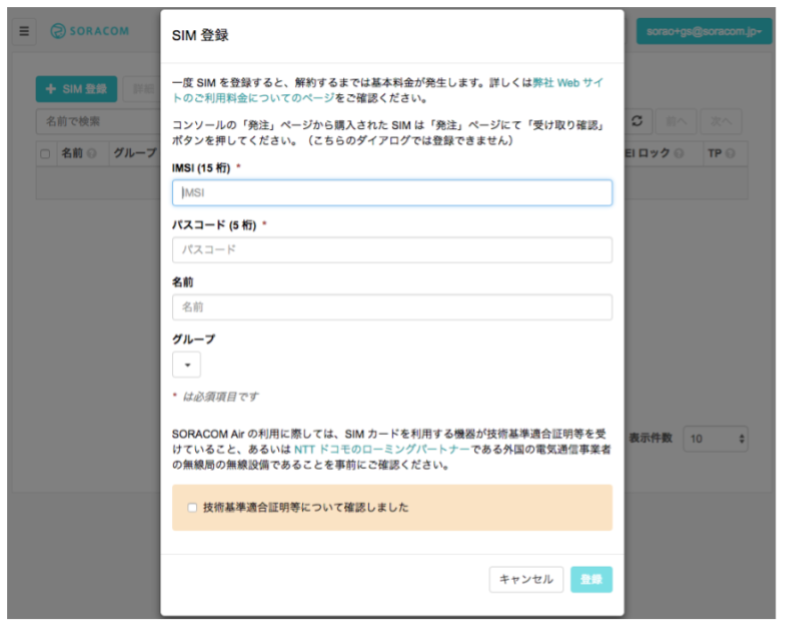 SORACOM
sorao+gs@soracom.jp
SIM 登録
+ SIM 登録
詳細
名前で検索
前へ
次へ
名前
グループ
EI ロック
TP
一度 SIM を登録すると、解約するまでは基本料金が発生します。詳しくは弊社 Web サイ
トのご利用料金についてのページをご確認ください。
コンソールの「発注」ページから購入された SIM は「発注」ページにて「受け取り確認」
ボタンを押してください。（こちらのダイアログでは登録できません）
IMSI (15 桁) *
IMSI
パスコード (5 桁) *
パスコード
名前
名前
グループ
* は必須項目です
SORACOM Air の利用に際しては、SIM カードを利用する機器が技術基準適合証明等を受
けていること、あるいは NTT ドコモのローミングパートナーである外国の電気通信事業者
の無線局の無線設備であることを事前にご確認ください。
表示件数 10
技術基準適合証明等について確認しました
キャンセル
登録